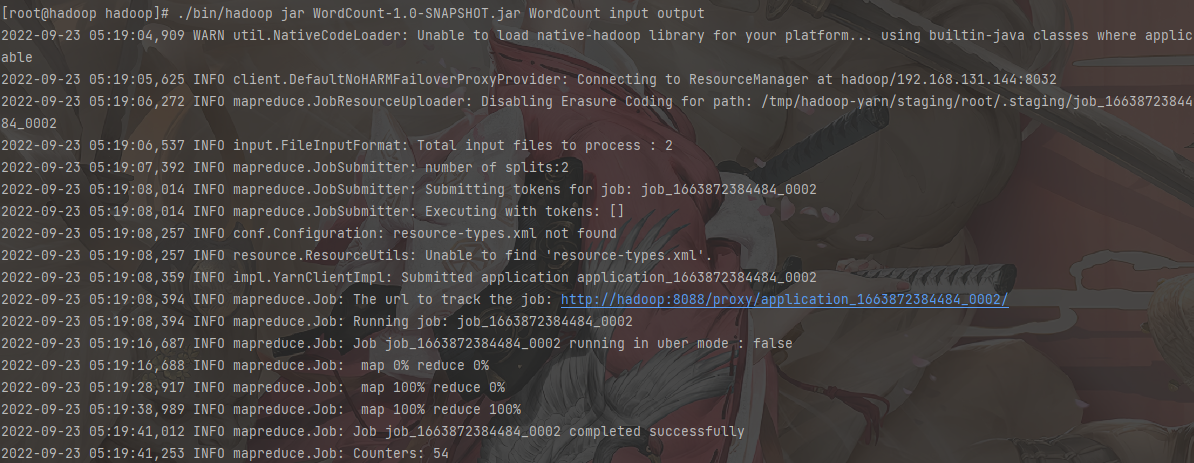 [root@hadoop hadoop]# ./bin/hadoop jar WordCount-1.0-SNAPSHOT.jar WordCount input output
2022-09-23 05:19:04,909 WARN util.NativeCodeLoader: Unable to load native-hadoop library for your platform... using builtin-java classes where applic
able
2022-09-23 05:19:05,625 INFO client.DefaultNoHARMFailoverProxyProvider: Connecting to ResourceManager at hadoop/192.168.131.144:8032
2022-09-23 05:19:06,272 INFO mapreduce.JobResourceUploader: Disabling Erasure Coding for path: /tmp/hadoop-yarn/staging/root/.staging/job_16638723844
84_0002
2022-09-23 05:19:06,537 INFO input.FileInputFormat: Total input files to process : 2
2022-09-23 05:19:07,392 INFO mapreduce.JobSubmitter: number of splits:2
2022-09-23 05:19:08,014 INFO mapreduce.JobSubmitter: Submitting tokens for job: job_1663872384484_0002
2022-09-23 05:19:08,014 INFO mapreduce.JobSubmitter: Executing with tokens: []
2022-09-23 05:19:08,257 INFO conf.Configuration: resource-types.xml not found
2022-09-23 05:19:08,257 INFO resource.ResourceUtils: Unable to find 'resource-types.xml'.
2022-09-23 05:19:08,359 INFO impl.YarnClientImpl: Submitted application application_1663872384484_0002
2022-09-23 05:19:08,394 INFO mapreduce.Job: The url to track the job: http://hadoop:8088/proxy/application_1663872384484_0002/
2022-09-23 05:19:08,394 INFO mapreduce.Job: Running job: job_1663872384484_0002
2022-09-23 05:19:16,687 INFO mapreduce.Job: Job job_1663872384484_0002 running in uber mode : false
2022-09-23 05:19:16,688 INFO mapreduce.Job:  map 0% reduce 0%
2022-09-23 05:19:28,917 INFO mapreduce.Job:  map 100% reduce 0%
2022-09-23 05:19:38,989 INFO mapreduce.Job:  map 100% reduce 100%
2022-09-23 05:19:41,012 INFO mapreduce.Job: Job job_1663872384484_0002 completed successfully
2022-09-23 05:19:41,253 INFO mapreduce.Job: Counters: 54